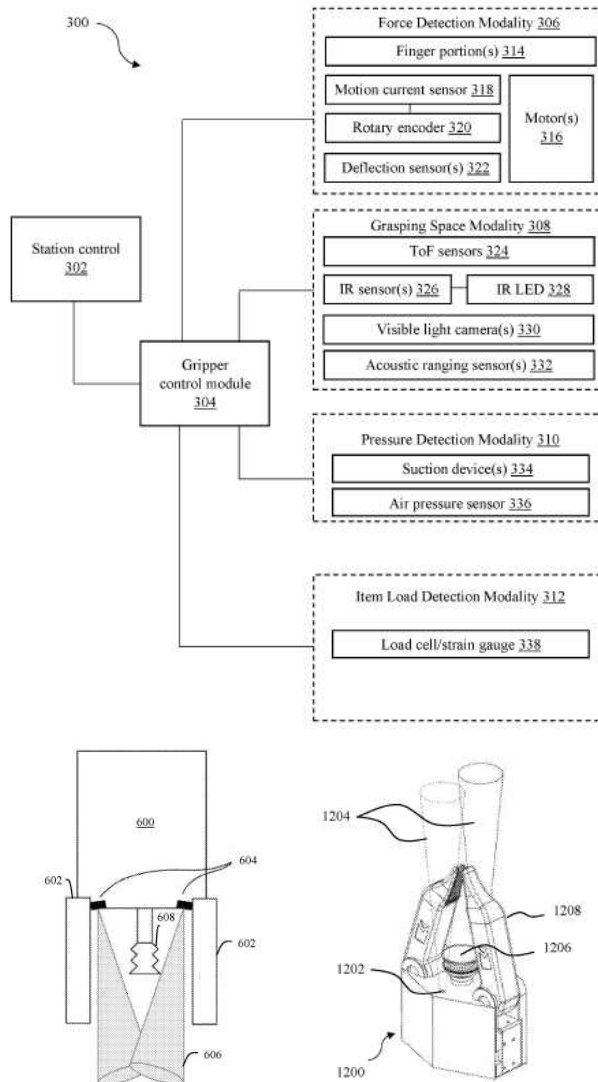 300
Force Detection Modality 306
Finger portion(s) 314
Motion current sensor 318
Rotary encoder 320
Deflection sensor(s) 322
Motor(s)
316
Station control
302
Gripper
control module
304
Grasping Space Modality 308
ToF sensors 324
IR sensor(s) 326
IR LED 328
Visible light camera(s) 330
Acoustic ranging sensor(s) 332
Pressure Detection Modality 310
Suction device(s) 334
Air pressure sensor 336
Item Load Detection Modality 312
Load cell/strain gauge 338
600
602
604
608
602
606
1204
1208
1206
1202
1200